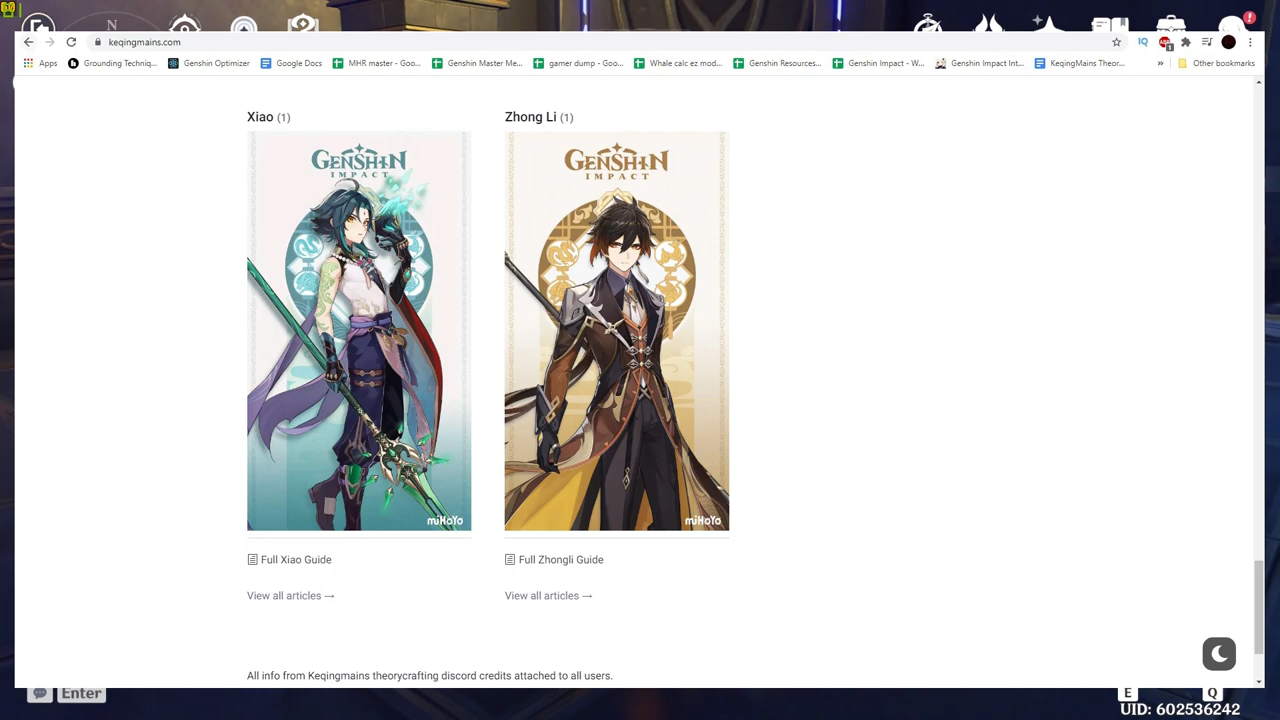 60
N
keqingmains.com
IQ
1
Apps
Grounding Techniq...
Genshin Optimizer
Google Docs
MHR master - Goo...
Genshin Master Me...
gamer dump - Goo...
Whale calc ez mod...
Genshin Resources...
Genshin Impact - W...
Genshin Impact Int...
KeqingMains Theor...
»
Other bookmarks
Xiao (1)
Zhong Li (1)
GENSHIN
IMPACT
GENSHIN
IMPACT
miHoYo
miHoYo
Full Xiao Guide
Full Zhongli Guide
View all articles →
View all articles →
All info from Keqingmains theorycrafting discord credits attached to all users.
Enter
E
Q
UID: 602536242